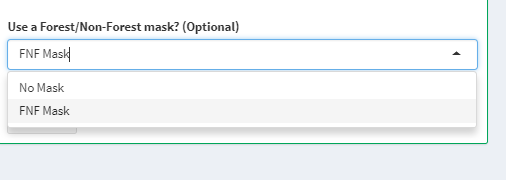 Use a Forest/Non-Forest mask? (Optional)
FNF Mask
No Mask
FNF Mask